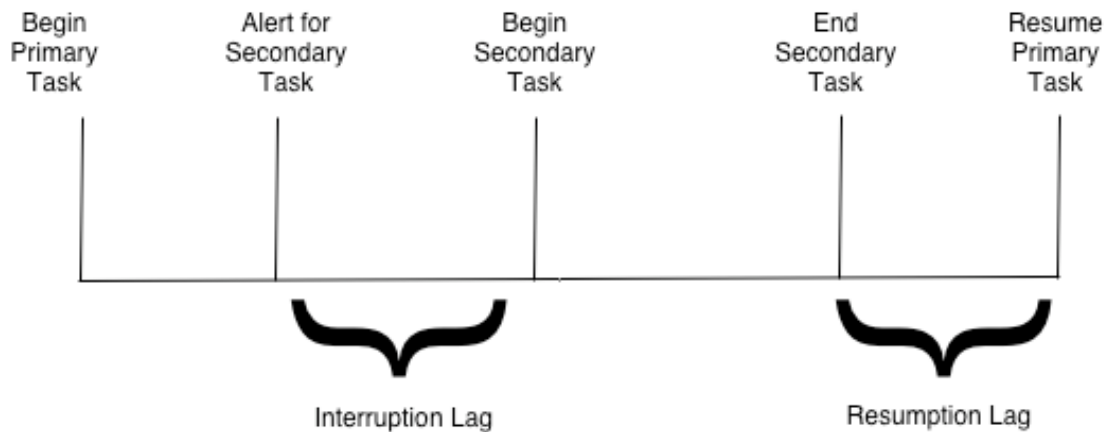 Begin
Primary
Task
Alert for
Secondary
Task
Begin
Secondary
Task
End
Secondary
Task
Resume
Primary
Task
Interruption Lag
Resumption Lag